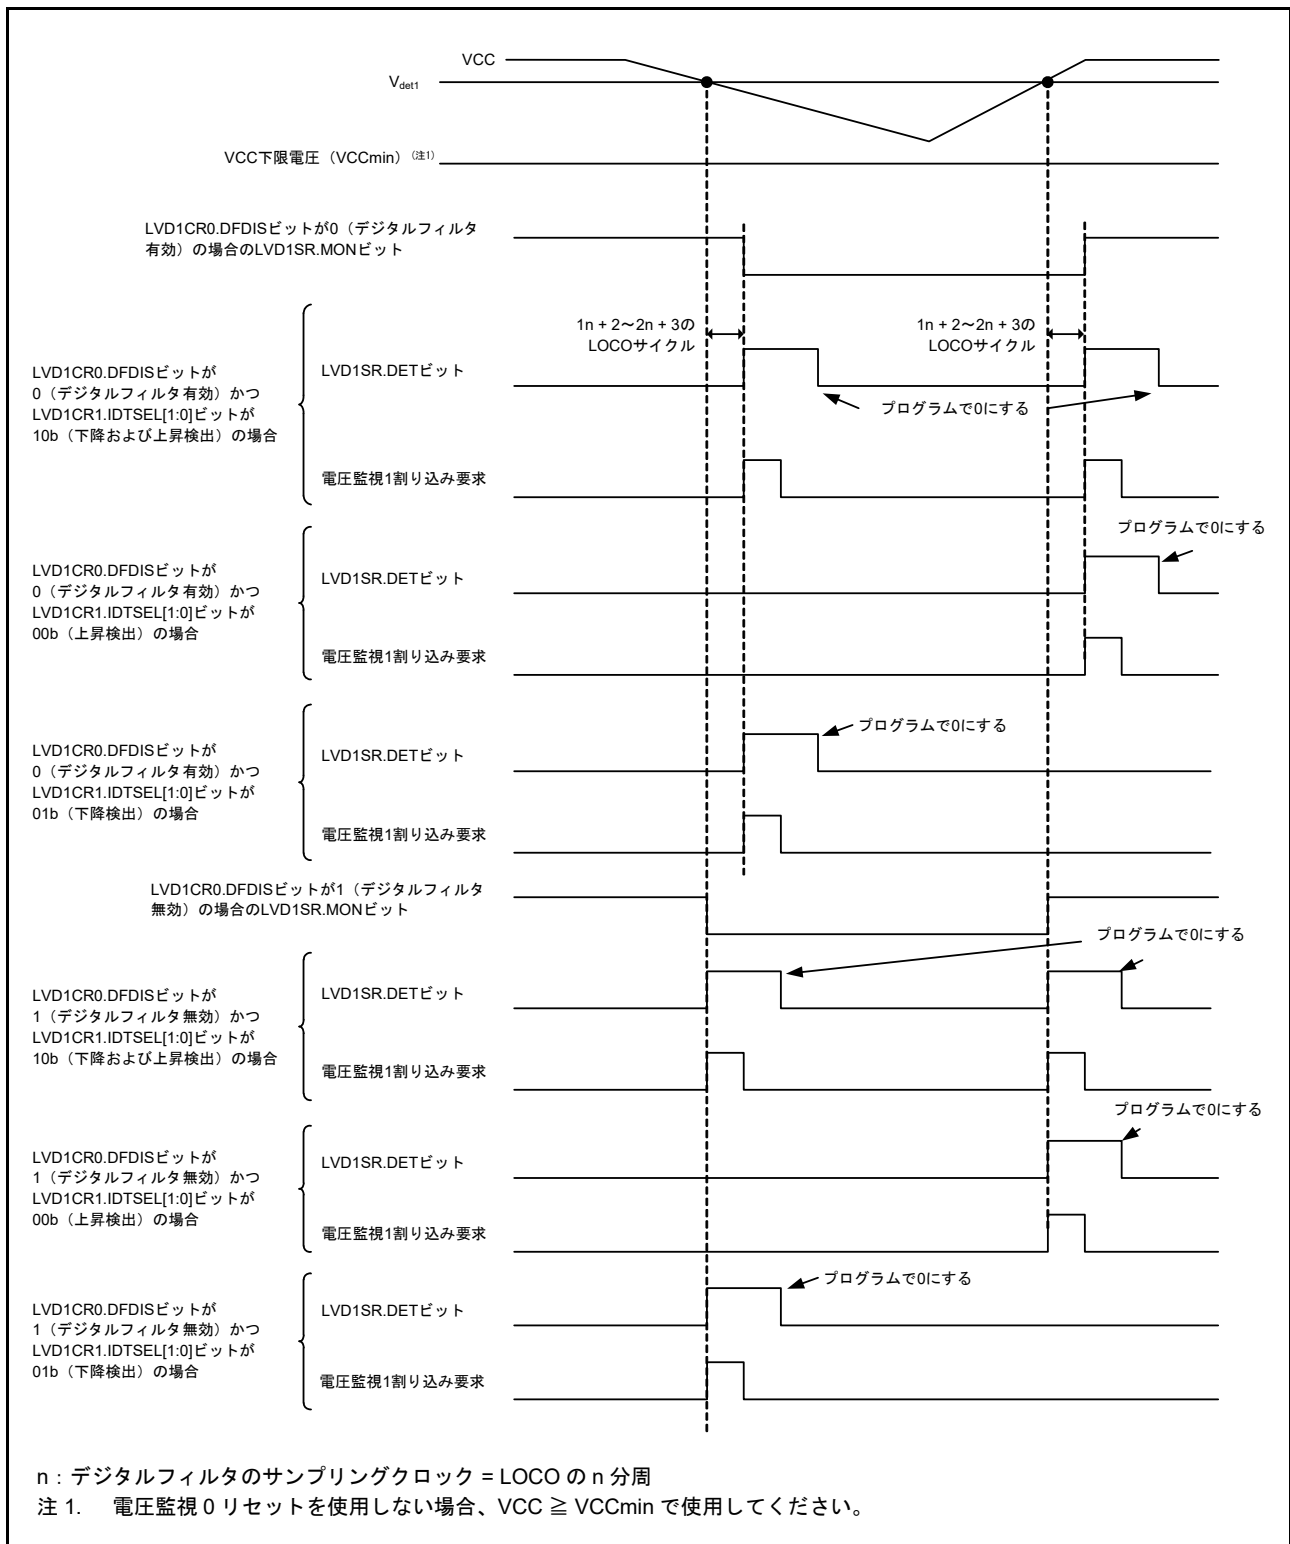 VCC
Vdet1
VCC下限電圧（VCCmin）(注1)
LVD1CR0.DFDISビットが0（デジタルフィルタ
有効）の場合のLVD1SR.MONビット
1n + 2～2n + 3の
LOCOサイクル
1n + 2～2n + 3の
LOCOサイクル
LVD1CR0.DFDISビットが
0（デジタルフィルタ有効）かつ
LVD1CR1.IDTSEL[1:0]ビットが
10b（下降および上昇検出）の場合
LVD1SR.DETビット
プログラムで0にする
電圧監視1割り込み要求
プログラムで0にする
LVD1CR0.DFDISビットが
0（デジタルフィルタ有効）かつ
LVD1CR1.IDTSEL[1:0]ビットが
00b（上昇検出）の場合
LVD1SR.DETビット
電圧監視1割り込み要求
LVD1CR0.DFDISビットが
0（デジタルフィルタ有効）かつ
LVD1CR1.IDTSEL[1:0]ビットが
01b（下降検出）の場合
LVD1SR.DETビット
プログラムで0にする
電圧監視1割り込み要求
LVD1CR0.DFDISビットが1（デジタルフィルタ
無効）の場合のLVD1SR.MONビット
プログラムで0にする
LVD1CR0.DFDISビットが
1（デジタルフィルタ無効）かつ
LVD1CR1.IDTSEL[1:0]ビットが
10b（下降および上昇検出）の場合
LVD1SR.DETビット
電圧監視1割り込み要求
プログラムで0にする
LVD1CR0.DFDISビットが
1（デジタルフィルタ無効）かつ
LVD1CR1.IDTSEL[1:0]ビットが
00b（上昇検出）の場合
LVD1SR.DETビット
電圧監視1割り込み要求
プログラムで0にする
LVD1CR0.DFDISビットが
1（デジタルフィルタ無効）かつ
LVD1CR1.IDTSEL[1:0]ビットが
01b（下降検出）の場合
LVD1SR.DETビット
電圧監視1割り込み要求
n：デジタルフィルタのサンプリングクロック = LOCO の n 分周
注 1. 電圧監視 0 リセットを使用しない場合、VCC ≧ VCCmin で使用してください。